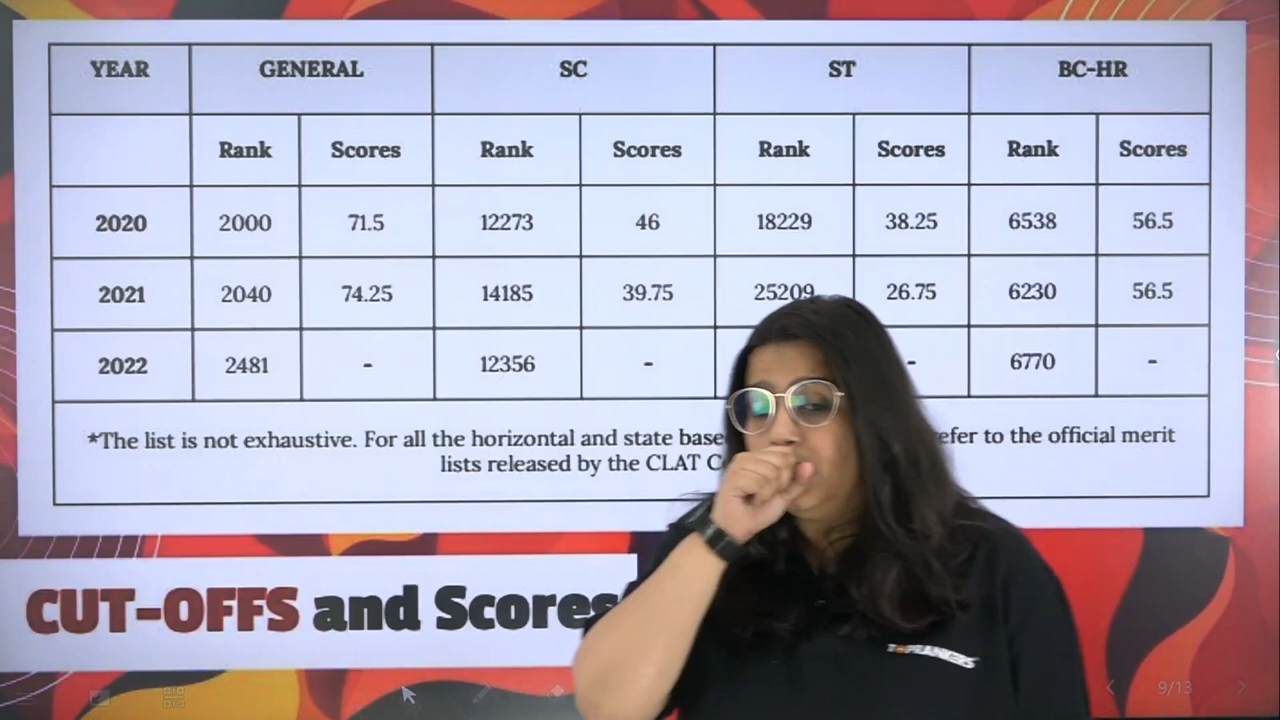 YEAR GENERAL SC ST BC-HR
Rank Scores Rank Scores Rank Scores Rank Scores
2020 2000 71.5 12273 46 18229 38.25 6538 56.5
2021 2040 74.25 14185 39.75 25209 26.75 6230 56.5
2022 2481 - 12356 - - 6770 -
*The list is not exhaustive. For all the horizontal and state efer to the official merit
lists released by the CLAT
CUT-OFFS and Scores
TOPRANKERS
9/13